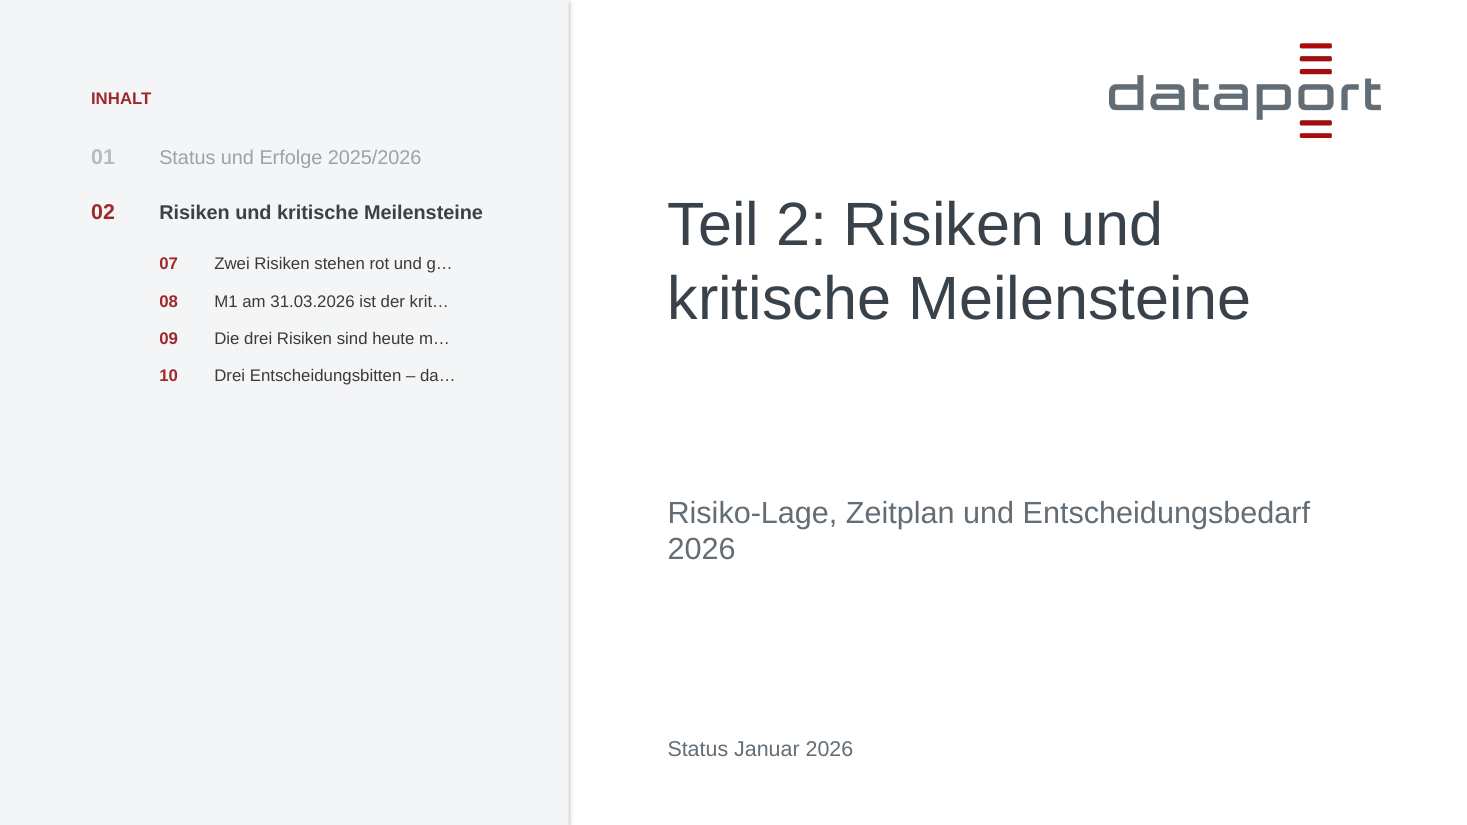 INHALT
01 Status und Erfolge 2025/2026
02 Risiken und kritische Meilensteine
07 Zwei Risiken stehen rot und g…
08 M1 am 31.03.2026 ist der krit…
09 Die drei Risiken sind heute m…
10 Drei Entscheidungsbitten – da…
dataport
Teil 2: Risiken und
kritische Meilensteine
Risiko-Lage, Zeitplan und Entscheidungsbedarf
2026
Status Januar 2026